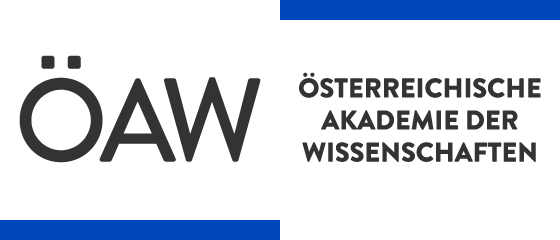 ÖAW
ÖSTERREICHISCHE
AKADEMIE DER
WISSENSCHAFTEN